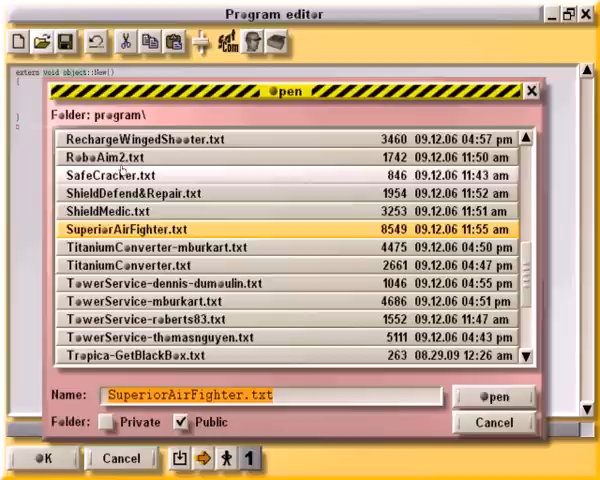 Program editor
sat
Com
extern void object::New()
{
}
Open
Folder: program\
RechargeWingedShooter.txt 3460 09.12.06 04:57 pm
RoboAim2.txt 1742 09.12.06 11:50 am
SafeCracker.txt 846 09.12.06 11:43 am
ShieldDefend&Repair.txt 1954 09.12.06 11:52 am
ShieldMedic.txt 3253 09.12.06 11:51 am
SuperiorAirFighter.txt 8549 09.12.06 11:55 am
TitaniumConverter-mburkart.txt 4475 09.12.06 04:50 pm
TitaniumConverter.txt 2661 09.12.06 04:47 pm
TowerService-dennis-dumoulin.txt 1046 09.12.06 04:55 pm
TowerService-mburkart.txt 4686 09.12.06 04:51 pm
TowerService-roberts83.txt 1552 09.12.06 11:47 am
TowerService-thomasnguyen.txt 5111 09.12.06 04:43 pm
Tropica-GetBlackBox.txt 263 08.29.09 12:26 am
Name: SuperiorAirFighter.txt Open
Folder: Private Public Cancel
OK Cancel 1